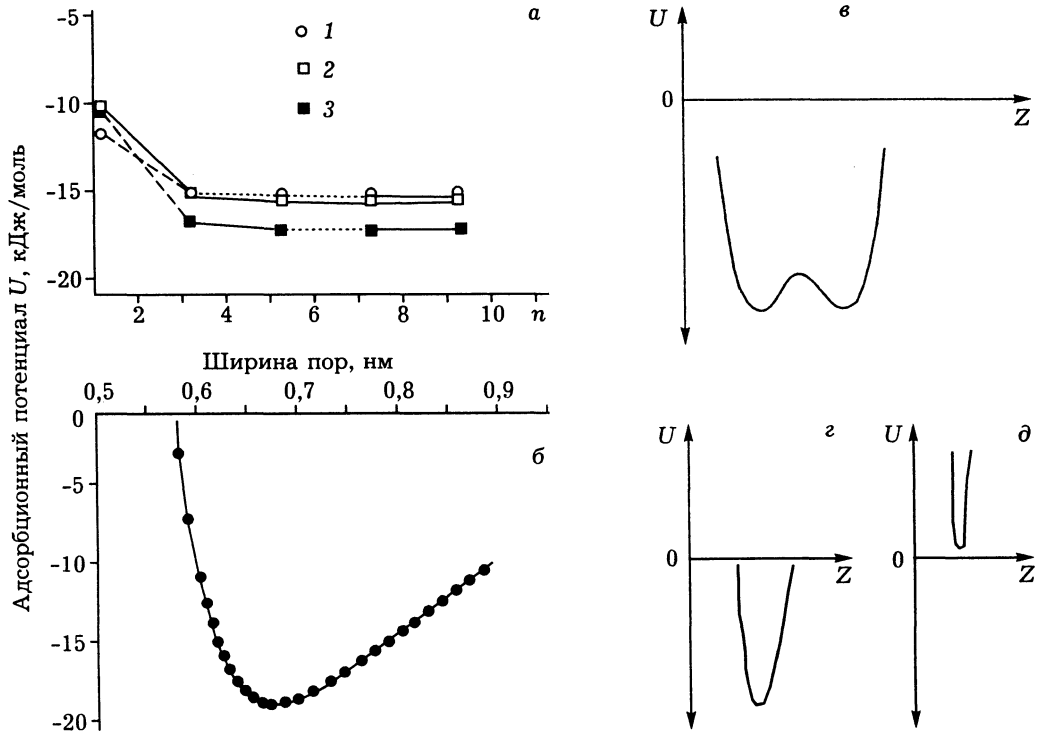 Адсорбционный потенциал U, кДж/моль
а
-5
-10
-15
-20
1
2
3
2
4
6
8
10
n
Ширина пор, нм
0,5
0,6
0,7
0,8
0,9
0
-5
-10
-15
-20
б
U
в
0
Z
U
г
0
Z
U
д
0
Z